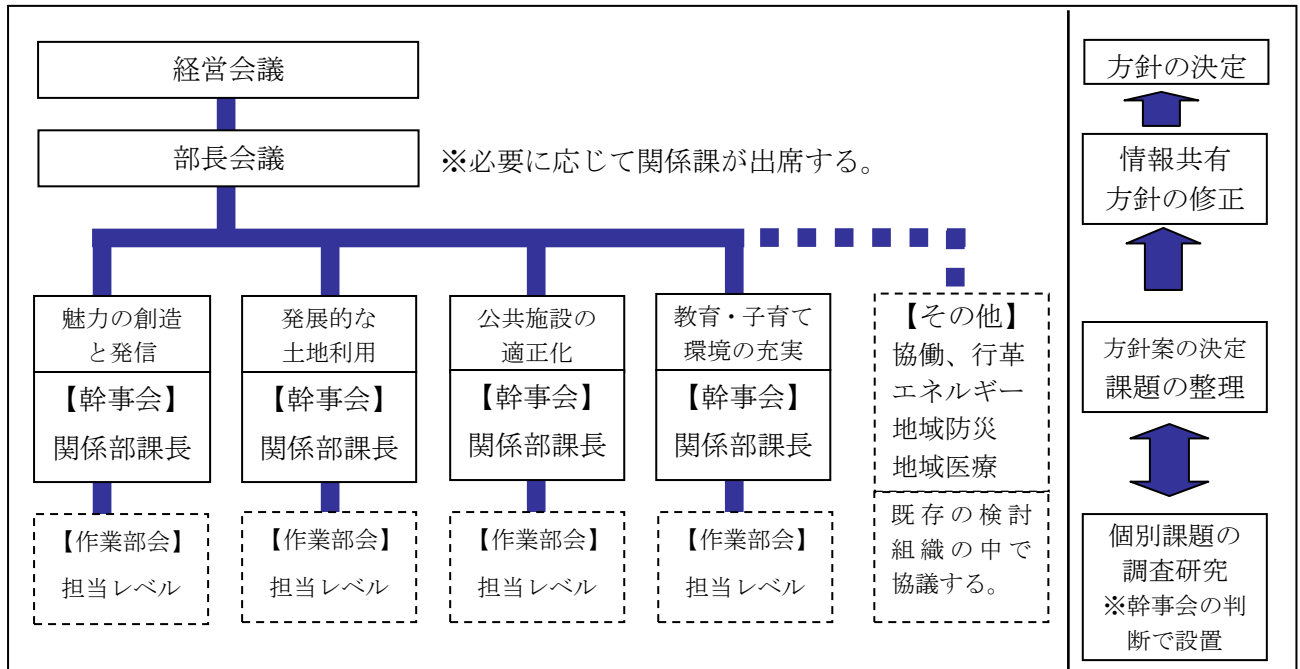 経営会議
部長会議
※必要に応じて関係課が出席する。
魅力の創造
と発信
【幹事会】
関係部課長
【作業部会】
担当レベル
発展的な
土地利用
【幹事会】
関係部課長
【作業部会】
担当レベル
公共施設の
適正化
【幹事会】
関係部課長
【作業部会】
担当レベル
教育・子育て
環境の充実
【幹事会】
関係部課長
【作業部会】
担当レベル
【その他】
協働、行革
エネルギー
地域防災
地域医療
既存の検討
組織の中で
協議する。
方針の決定
情報共有
方針の修正
方針案の決定
課題の整理
個別課題の
調査研究
※幹事会の判
断で設置